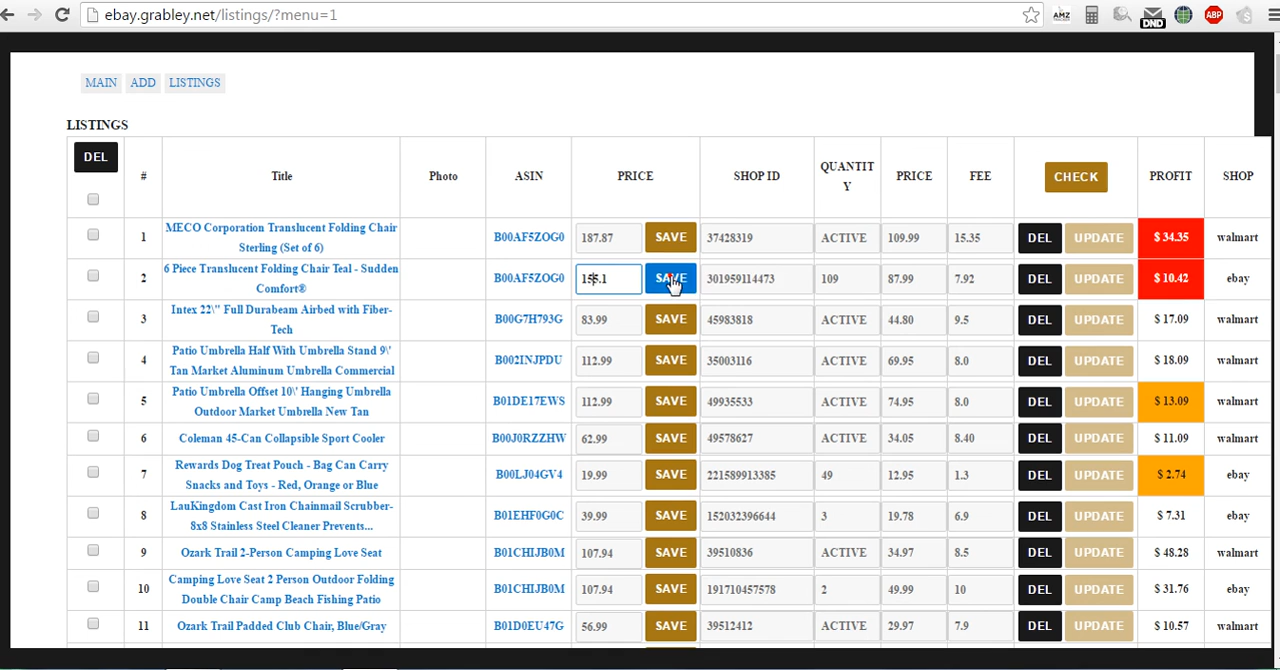 ebay.grabley.net/listings/?menu=1
AMZ
DND
ABP
MAIN ADD LISTINGS
LISTINGS
DEL # Title Photo ASIN PRICE SHOP ID QUANTIT
Y PRICE FEE CHECK PROFIT SHOP
1 MECO Corporation Translucent Folding Chair
Sterling (Set of 6) B00AF5ZOG0 187.87 SAVE 37428319 ACTIVE 109.99 15.35 DEL UPDATE $ 34.35 walmart
2 6 Piece Translucent Folding Chair Teal - Sudden
Comfort® B00AF5ZOG0 155.1 SAVE 301959114473 109 87.99 7.92 DEL UPDATE $ 10.42 ebay
3 Intex 22\" Full Durabeam Airbed with Fiber-
Tech B00G7H793G 83.99 SAVE 45983818 ACTIVE 44.80 9.5 DEL UPDATE $ 17.09 walmart
4 Patio Umbrella Half With Umbrella Stand 9\'
Tan Market Aluminum Umbrella Commercial B002INJPDU 112.99 SAVE 35003116 ACTIVE 69.95 8.0 DEL UPDATE $ 18.09 walmart
5 Patio Umbrella Offset 10\' Hanging Umbrella
Outdoor Market Umbrella New Tan B01DE17EWS 112.99 SAVE 49935533 ACTIVE 74.95 8.0 DEL UPDATE $ 13.09 walmart
6 Coleman 45-Can Collapsible Sport Cooler B00J0RZZHW 62.99 SAVE 49578627 ACTIVE 34.05 8.40 DEL UPDATE $ 11.09 walmart
7 Rewards Dog Treat Pouch - Bag Can Carry
Snacks and Toys - Red, Orange or Blue B00LJ04GV4 19.99 SAVE 221589913385 49 12.95 1.3 DEL UPDATE $ 2.74 ebay
8 LauKingdom Cast Iron Chainmail Scrubber-
8x8 Stainless Steel Cleaner Prevents... B01EHF0G0C 39.99 SAVE 152032396644 3 19.78 6.9 DEL UPDATE $ 7.31 ebay
9 Ozark Trail 2-Person Camping Love Seat B01CHIJB0M 107.94 SAVE 39510836 ACTIVE 34.97 8.5 DEL UPDATE $ 48.28 walmart
10 Camping Love Seat 2 Person Outdoor Folding
Double Chair Camp Beach Fishing Patio B01CHIJB0M 107.94 SAVE 191710457578 2 49.99 10 DEL UPDATE $ 31.76 ebay
11 Ozark Trail Padded Club Chair, Blue/Gray B01D0EU47G 56.99 SAVE 39512412 ACTIVE 29.97 7.9 DEL UPDATE $ 10.57 walmart